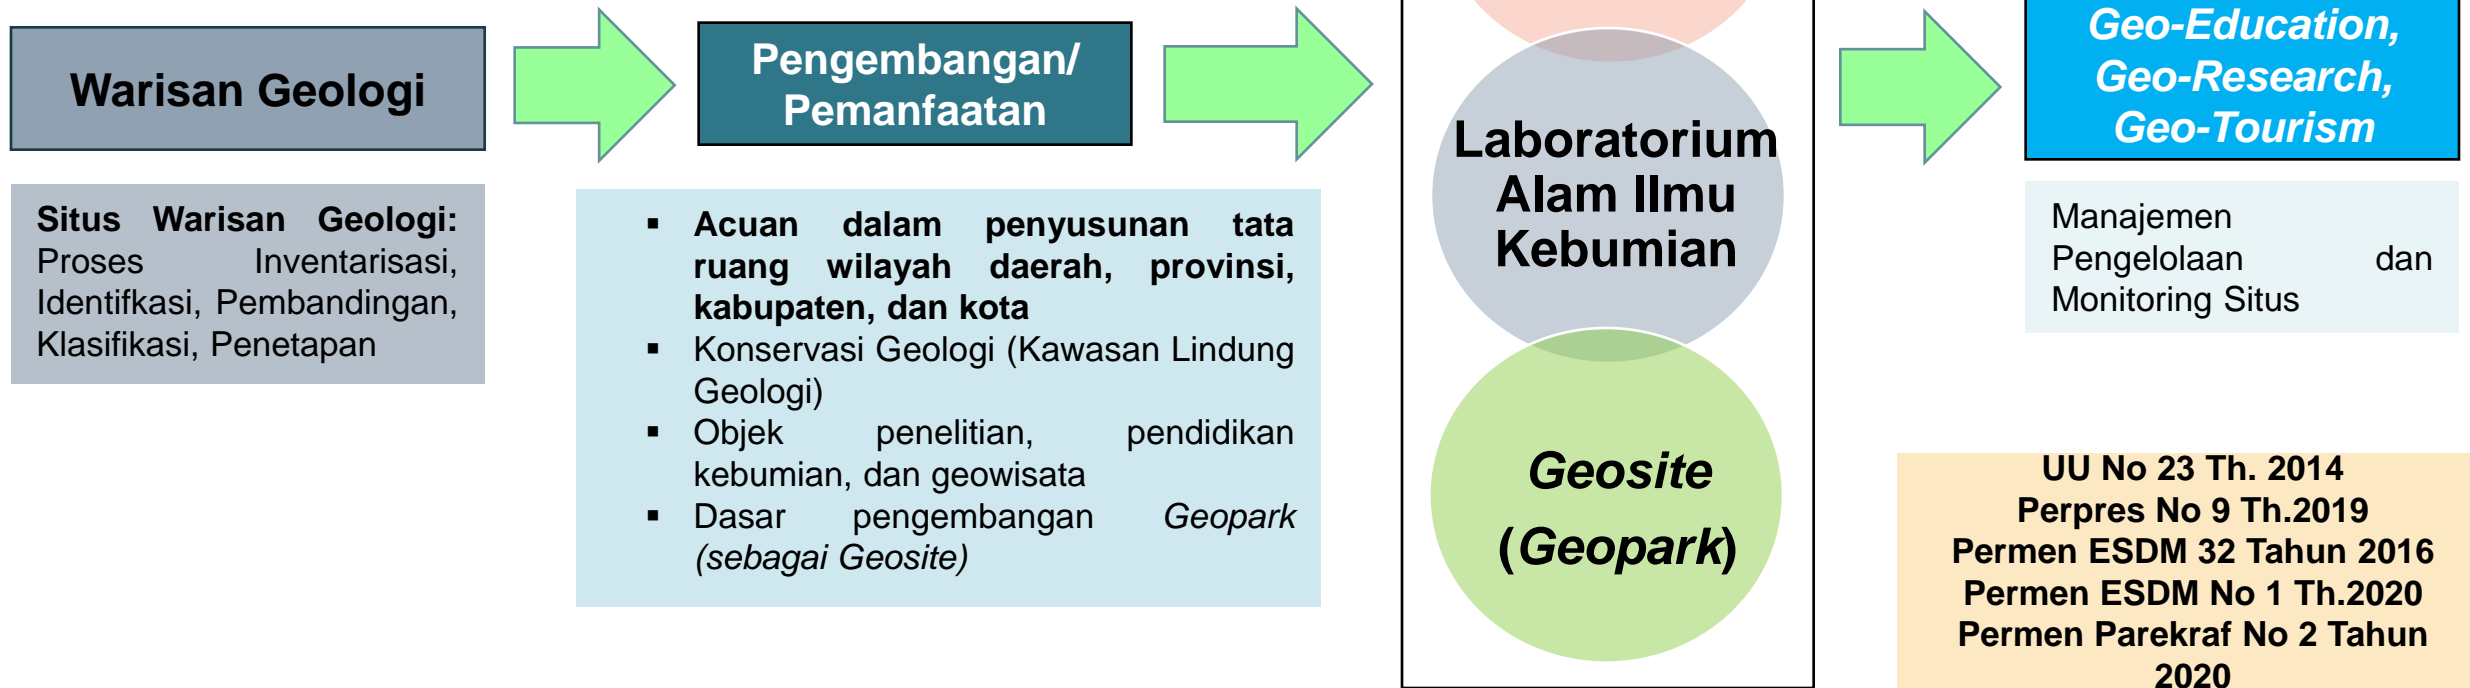 Warisan Geologi
Situs Warisan Geologi:
Proses Inventarisasi,
Identifkasi, Pembandingan,
Klasifikasi, Penetapan
Pengembangan/
Pemanfaatan
▪ Acuan dalam penyusunan tata
ruang wilayah daerah, provinsi,
kabupaten, dan kota
▪ Konservasi Geologi (Kawasan Lindung
Geologi)
▪ Objek penelitian, pendidikan
kebumian, dan geowisata
▪ Dasar pengembangan Geopark
(sebagai Geosite)
Laboratorium
Alam Ilmu
Kebumian
Geosite
(Geopark)
Geo-Education,
Geo-Research,
Geo-Tourism
Manajemen
Pengelolaan dan
Monitoring Situs
UU No 23 Th. 2014
Perpres No 9 Th.2019
Permen ESDM 32 Tahun 2016
Permen ESDM No 1 Th.2020
Permen Parekraf No 2 Tahun
2020